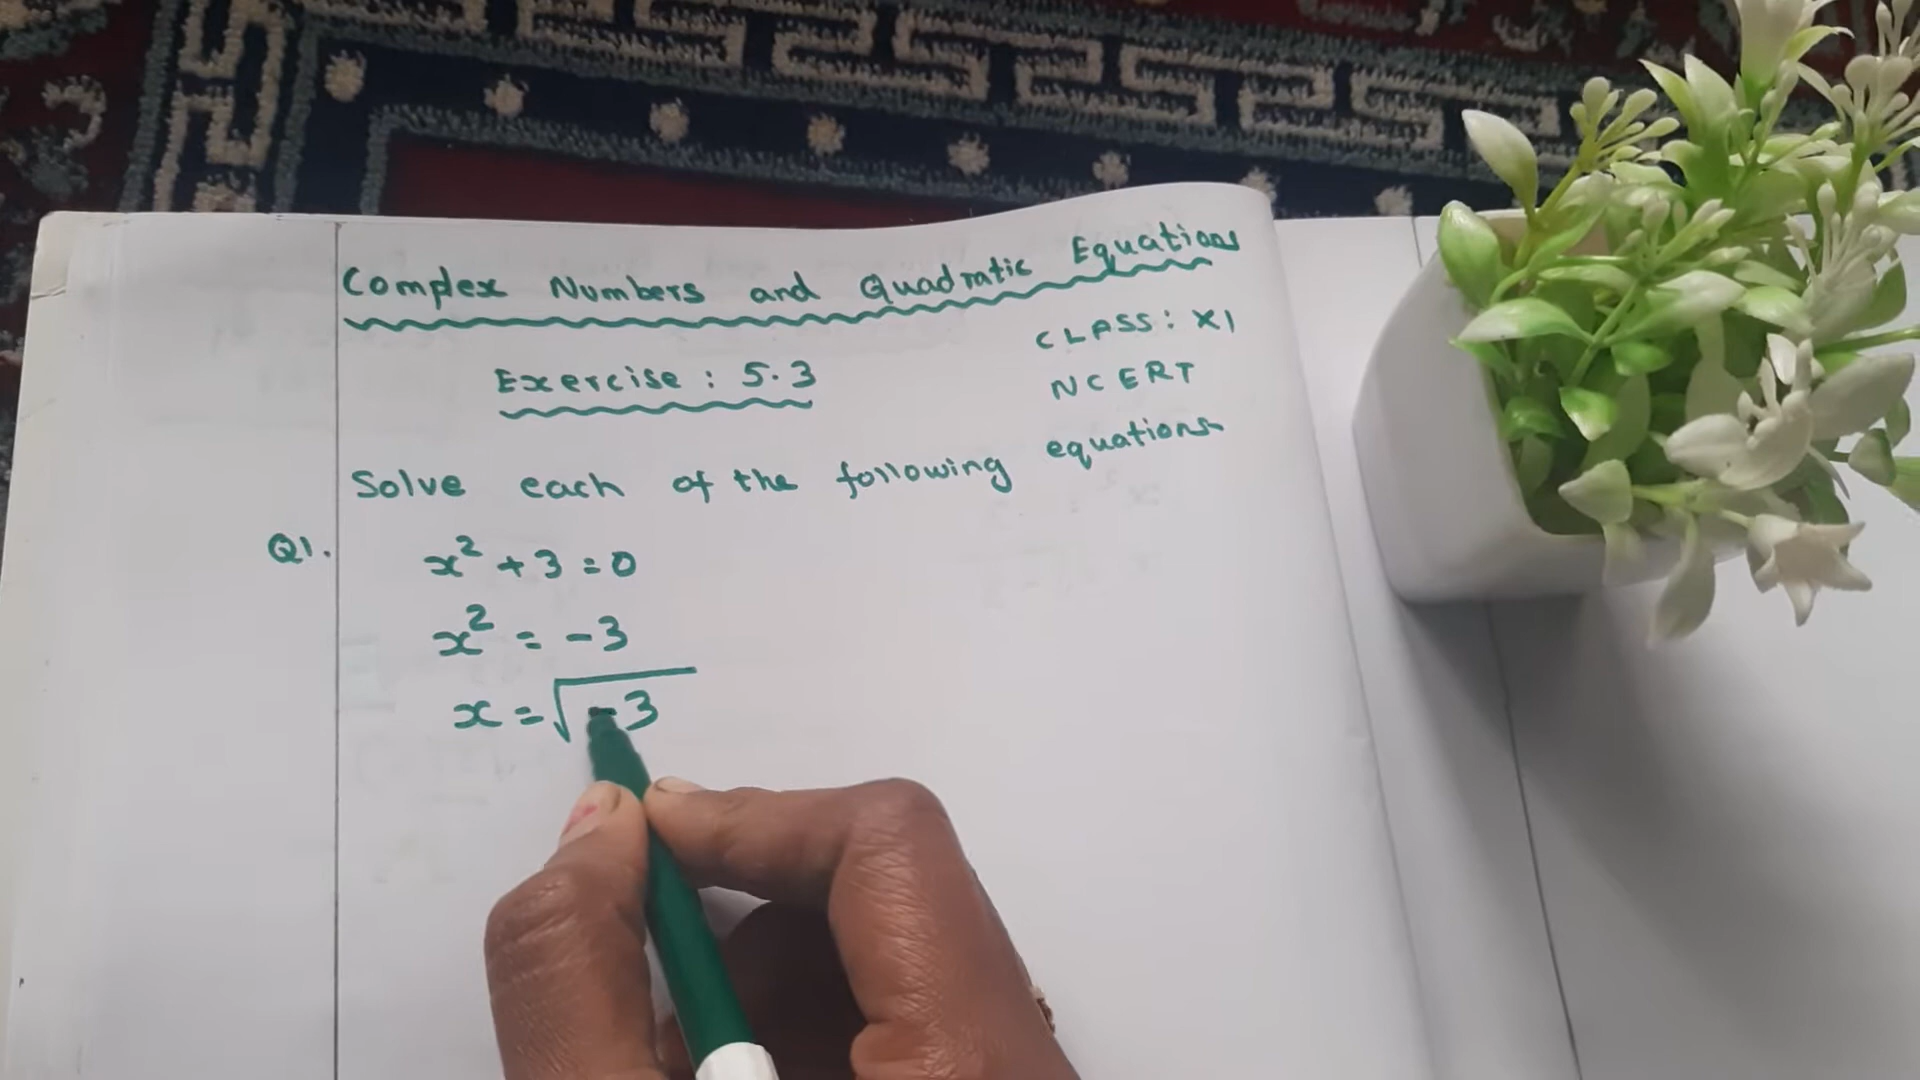 Complex Numbers and Quadratic Equations
CLASS: XI
Exercise : 5.3
NCERT
Solve each of the following equations
Q1. x² + 3 = 0
x² = -3
x = √-3